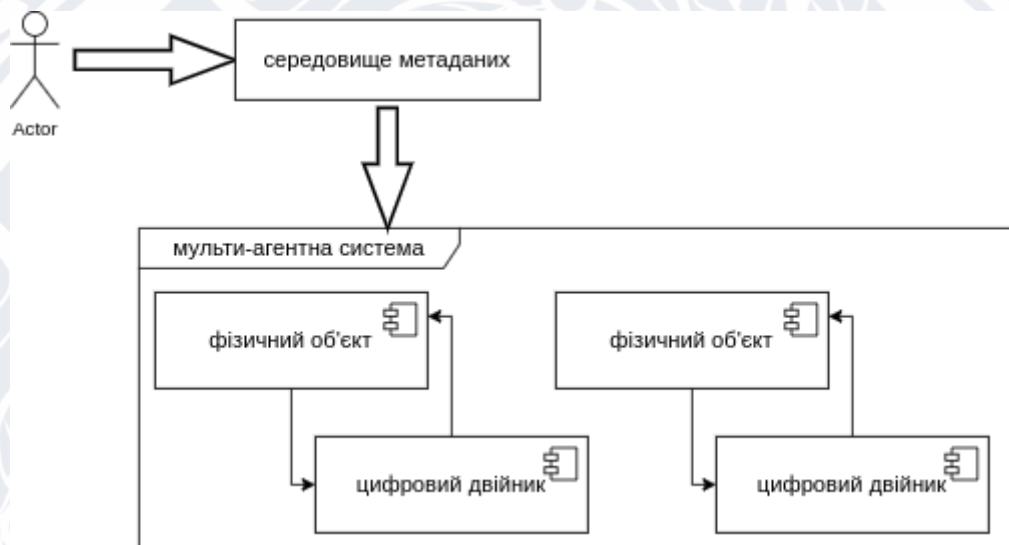 середовище метаданих
Actor
мульти-агентна система
фізичний об'єкт
фізичний об'єкт
цифровий двійник
цифровий двійник